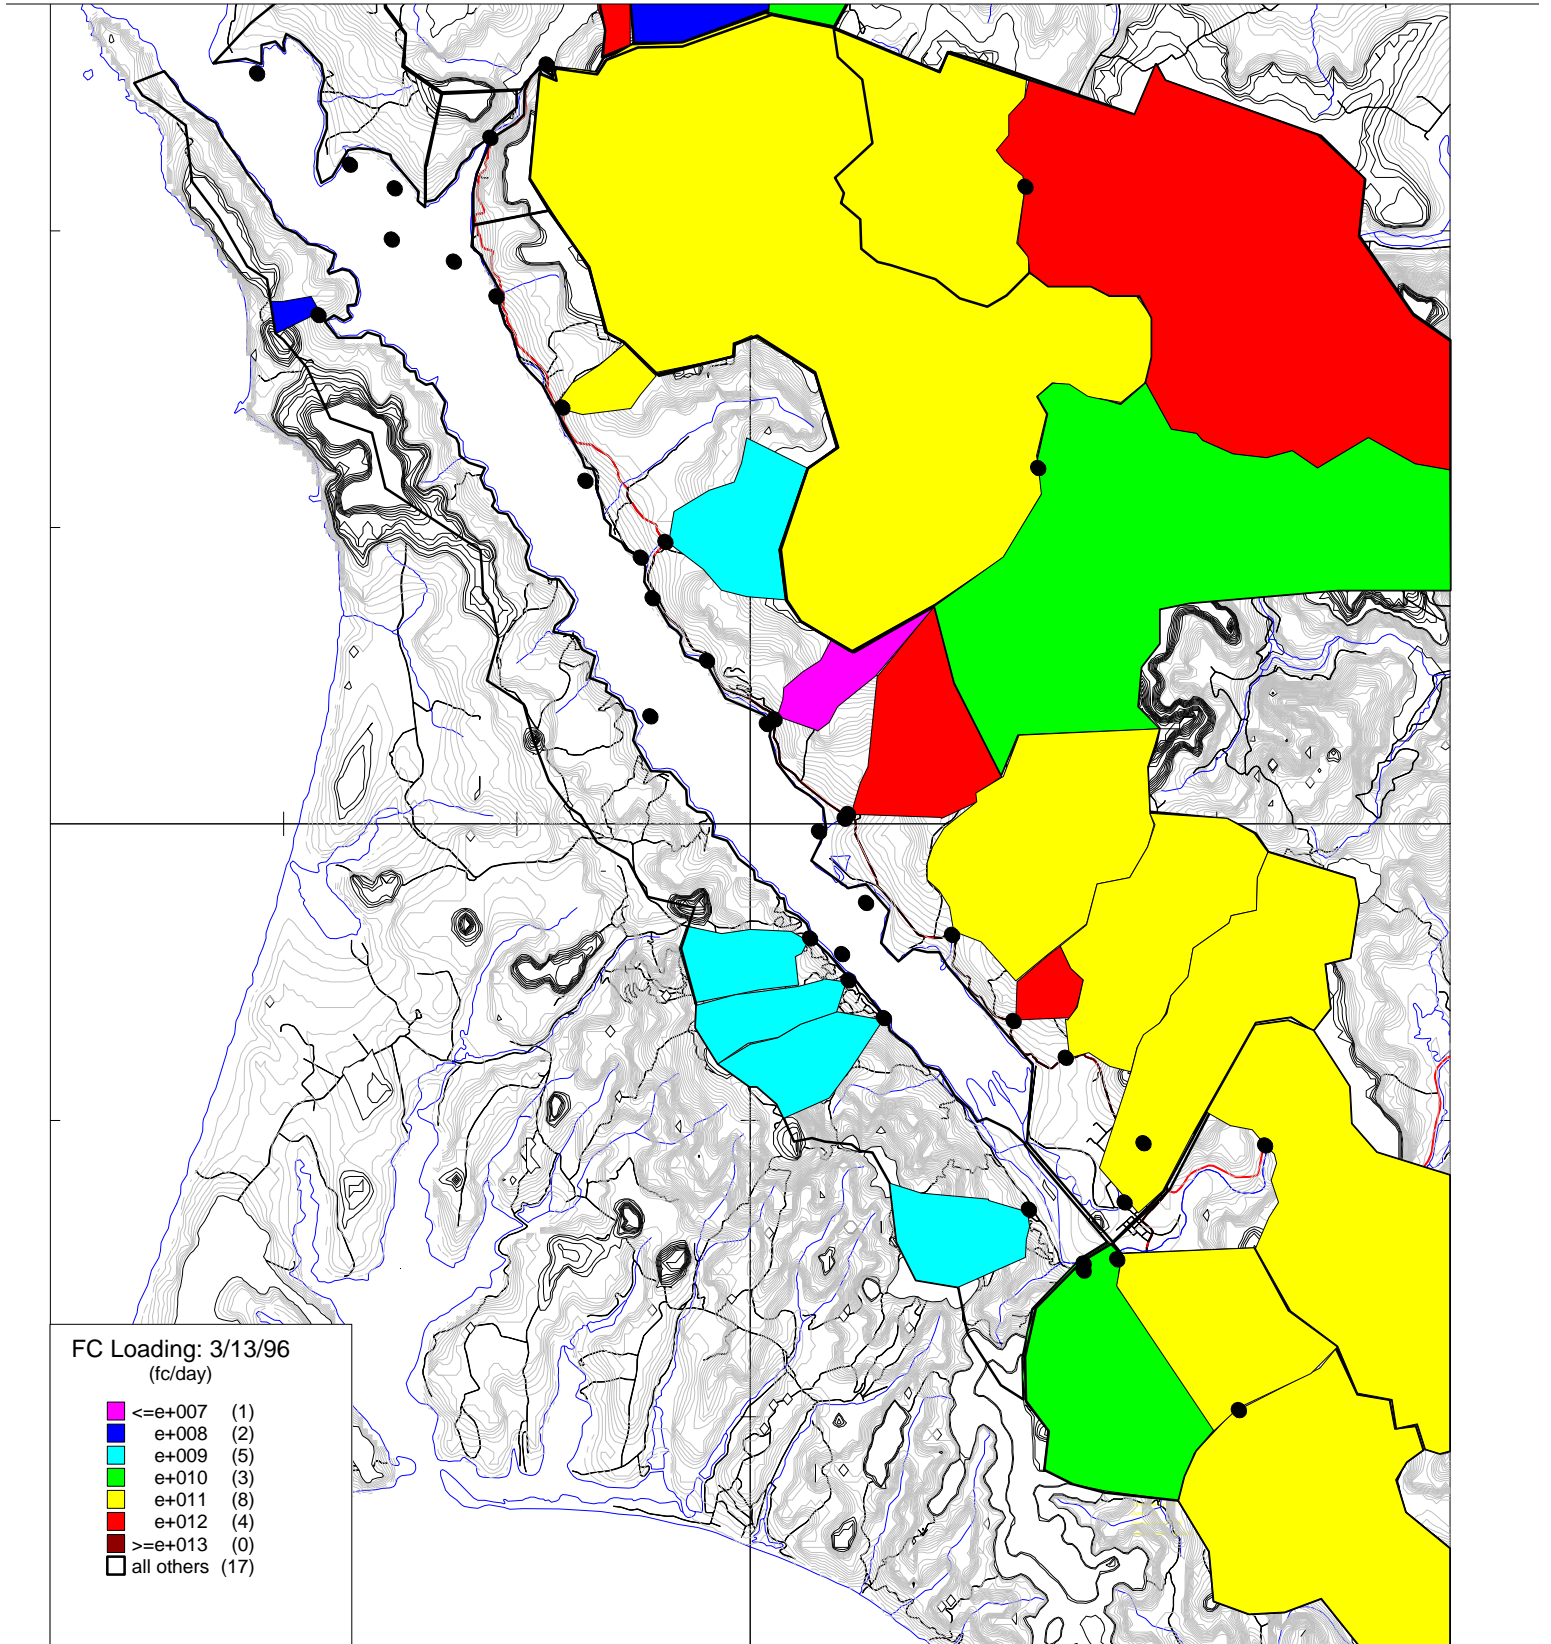 FC Loading: 3/13/96
(fc/day)
<=e+007 (1)
e+008 (2)
e+009 (5)
e+010 (3)
e+011 (8)
e+012 (4)
>=e+013 (0)
all others (17)